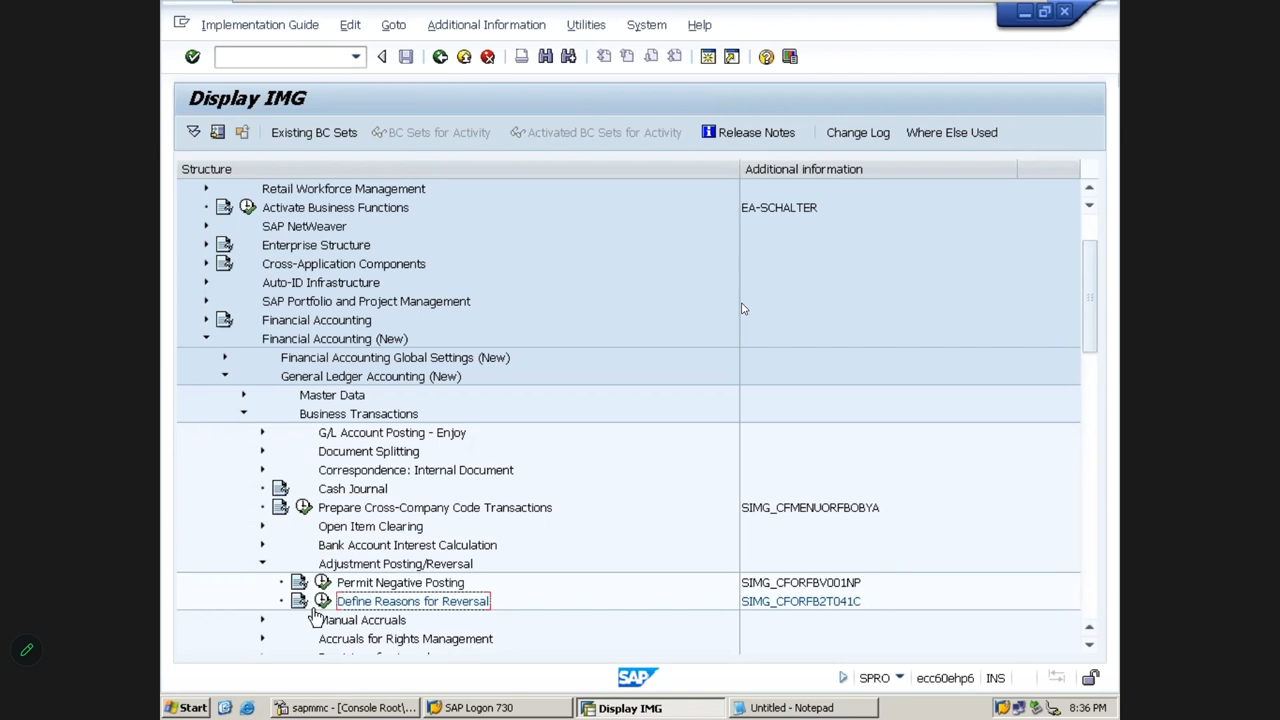 Implementation Guide Edit Goto Additional Information Utilities System Help
Display IMG
Existing BC Sets BC Sets for Activity Activated BC Sets for Activity Release Notes Change Log Where Else Used
Structure Additional information
Retail Workforce Management
Activate Business Functions EA-SCHALTER
SAP NetWeaver
Enterprise Structure
Cross-Application Components
Auto-ID Infrastructure
SAP Portfolio and Project Management
Financial Accounting
Financial Accounting (New)
Financial Accounting Global Settings (New)
General Ledger Accounting (New)
Master Data
Business Transactions
G/L Account Posting - Enjoy
Document Splitting
Correspondence: Internal Document
Cash Journal
Prepare Cross-Company Code Transactions SIMG_CFMENUORFBOBYA
Open Item Clearing
Bank Account Interest Calculation
Adjustment Posting/Reversal
Permit Negative Posting SIMG_CFORFBV001NP
Define Reasons for Reversal SIMG_CFORFB2T041C
Manual Accruals
Accruals for Rights Management
SAP SPRO ecc60ehp6 INS
Start sapmmc - [Console Root\... SAP Logon 730 Display IMG Untitled - Notepad 8:36 PM